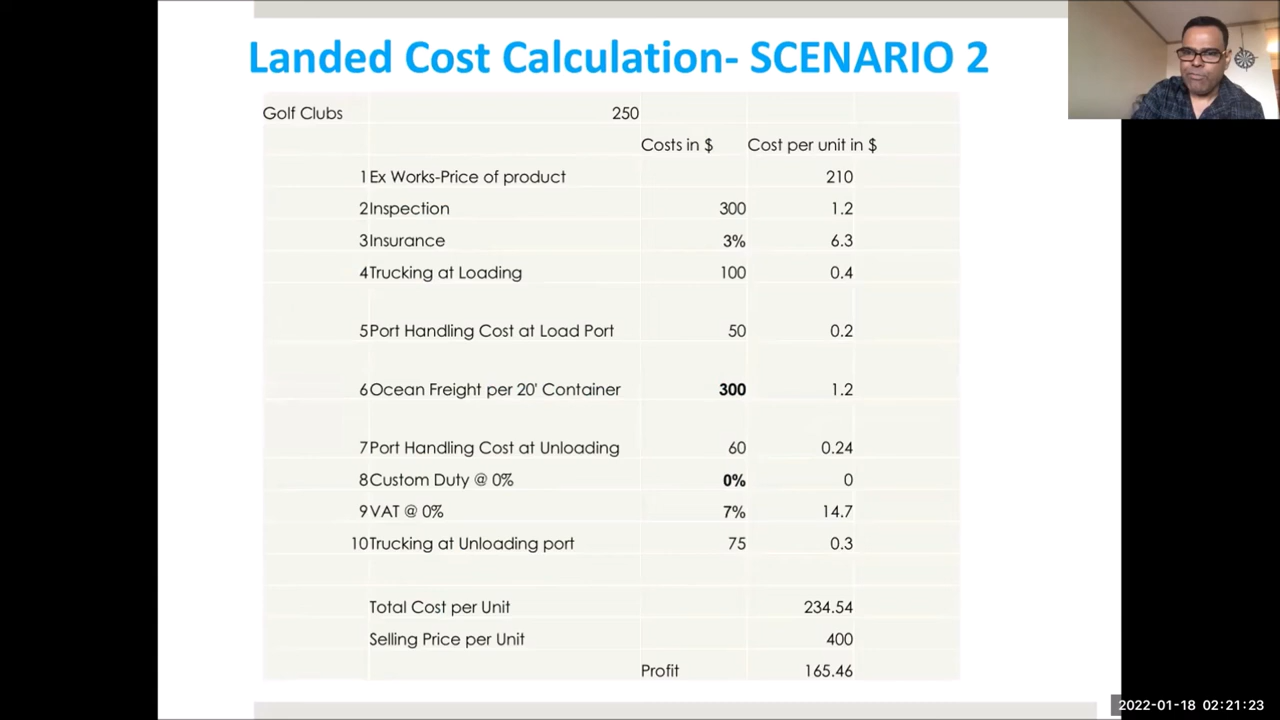 Landed Cost Calculation- SCENARIO 2
Golf Clubs 250
Costs in $ Cost per unit in $
1 Ex Works-Price of product 210
2 Inspection 300 1.2
3 Insurance 3% 6.3
4 Trucking at Loading 100 0.4
5 Port Handling Cost at Load Port 50 0.2
6 Ocean Freight per 20' Container 300 1.2
7 Port Handling Cost at Unloading 60 0.24
8 Custom Duty @ 0% 0% 0
9 VAT @ 0% 7% 14.7
10 Trucking at Unloading port 75 0.3
Total Cost per Unit 234.54
Selling Price per Unit 400
Profit 165.46
2022-01-18 02:21:23